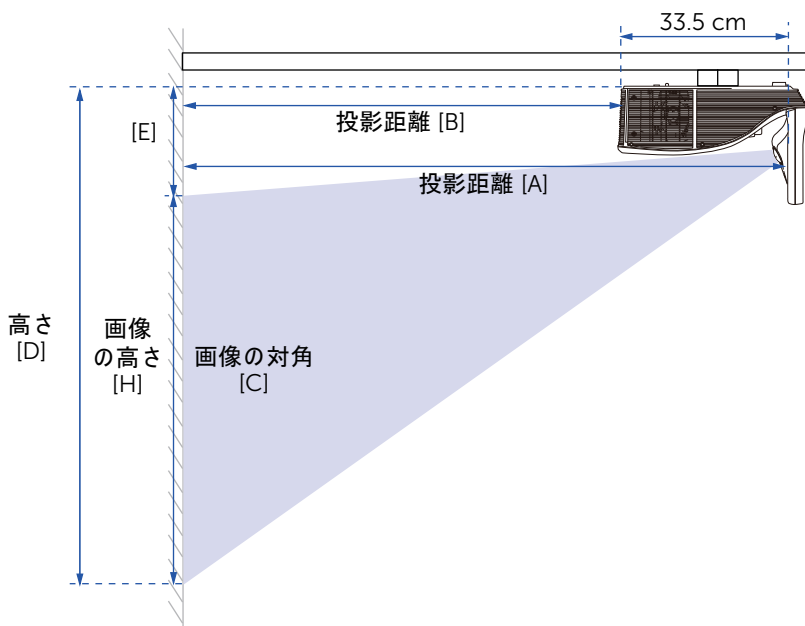 33.5 cm
投影距離 [B]
[E]
投影距離 [A]
高さ
[D]
画像
の高さ
[H]
画像の対角
[C]